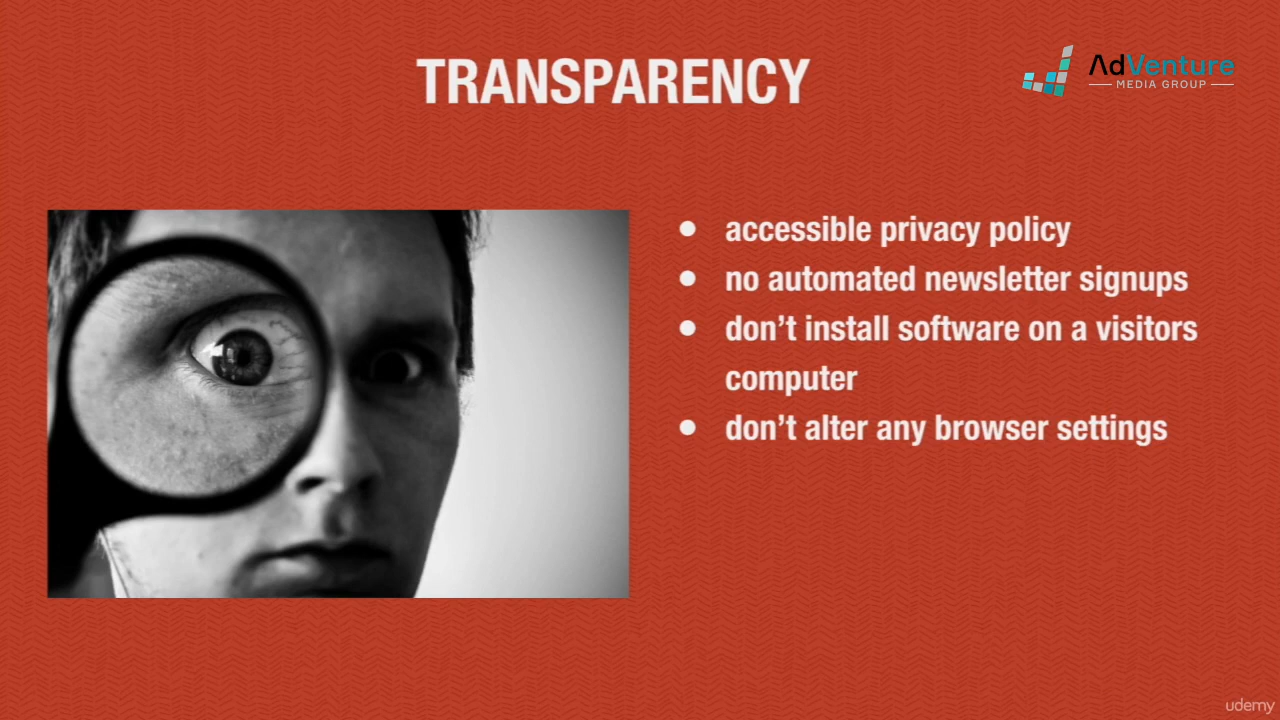 TRANSPARENCY
AdVenture
MEDIA GROUP
accessible privacy policy
no automated newsletter signups
don’t install software on a visitors
computer
don’t alter any browser settings
udemy